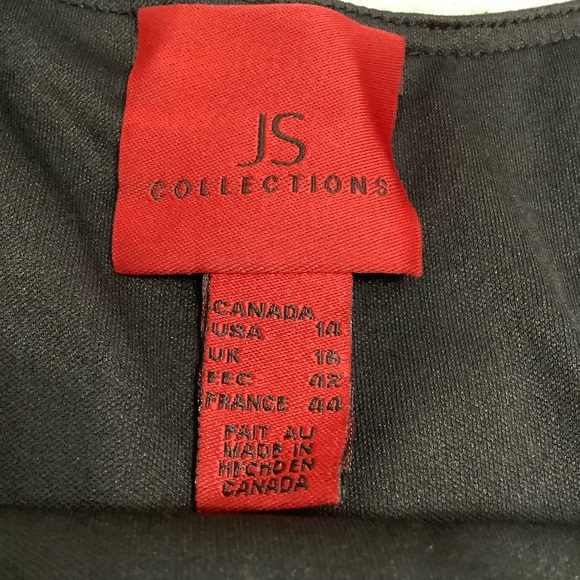 JS
COLLECTIONS
CANADA
USA 14
UK 16
EEC 42
FRANCE 44
FAIT AU
MADE IN
HECHO EN
CANADA